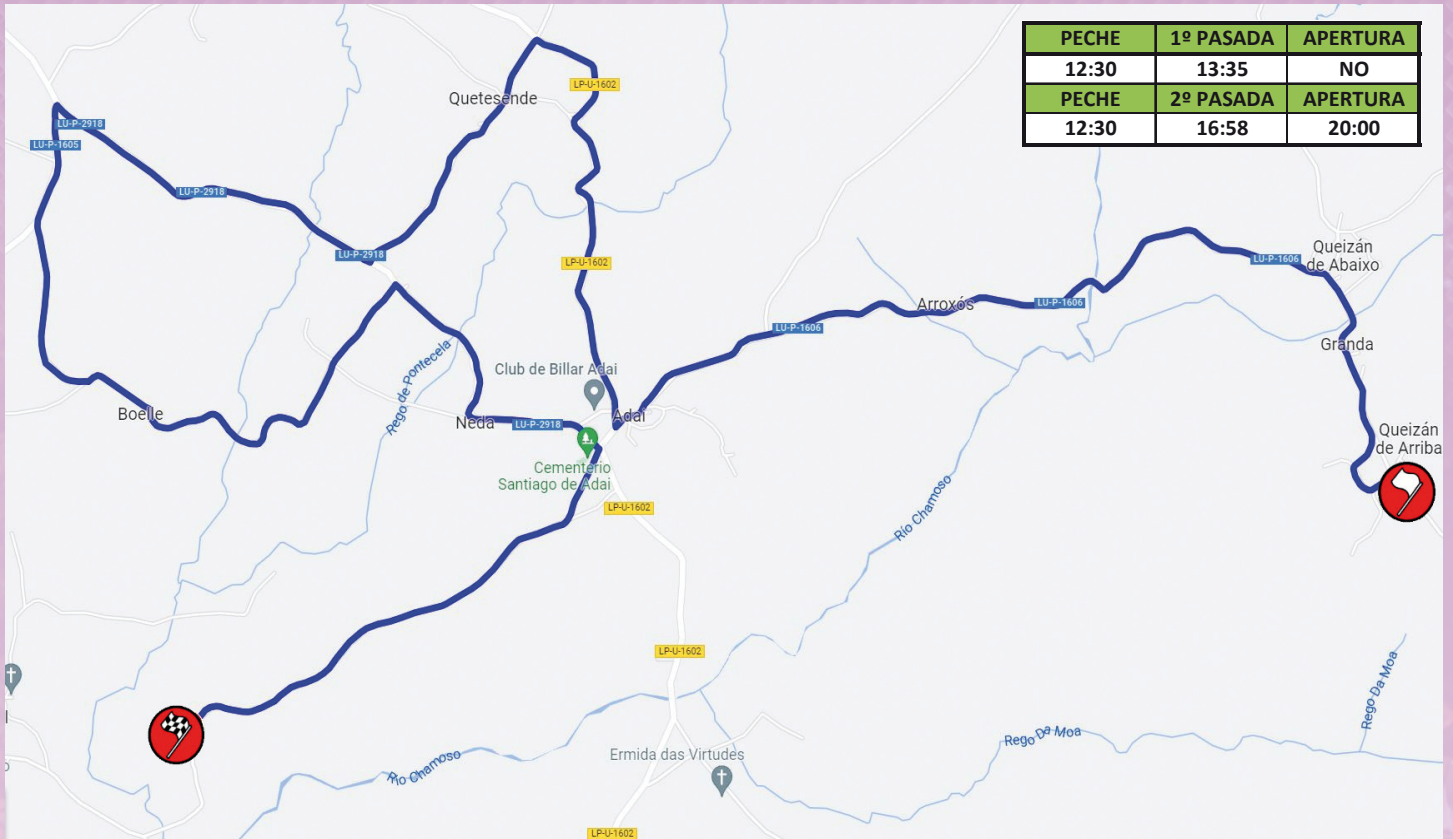 PECHE 1º PASADA APERTURA
12:30 13:35 NO
PECHE 2º PASADA APERTURA
12:30 16:58 20:00
LP-U-1602
Quetesende
LU-P-2918
LU-P-1605
LU-P-2918
LU-P-2918
LP-U-1602
Queizán
de Abaixo
LU-P-1606
Arroxós
LU-P-1606
LU-P-1606
Granda
Rego de Pontecela
Club de Billar Adai
Boelle
Neda
LU-P-2918
Adai
Queizán
de Arriba
Cementerio
Santiago de Adai
LP-U-1602
Río Chamoso
LP-U-1602
Rego Da Moa
Rego Da Moa
Ermida das Virtudes
Río Chamoso
LP-U-1602